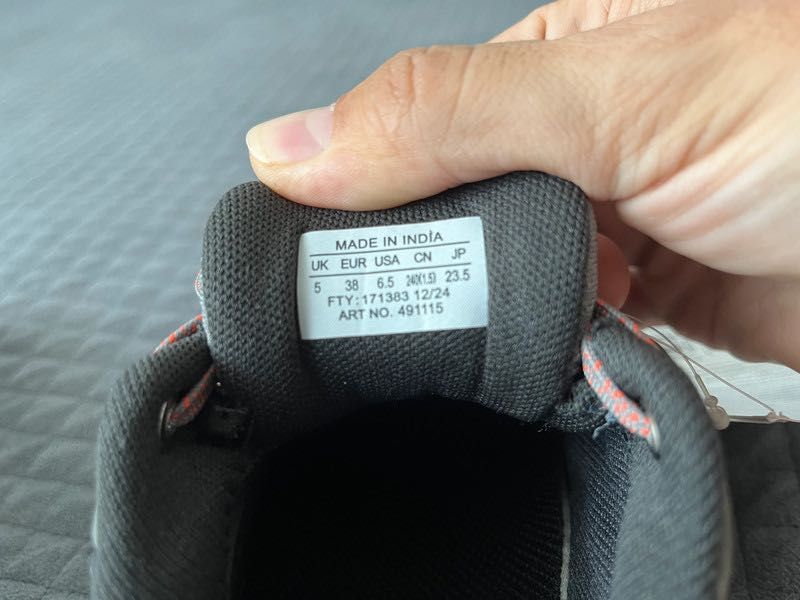 MADE IN INDİA
UK EUR USA CN JP
5 38 6.5 240(1.5) 23.5
FTY: 171383 12/24
ART NO. 491115